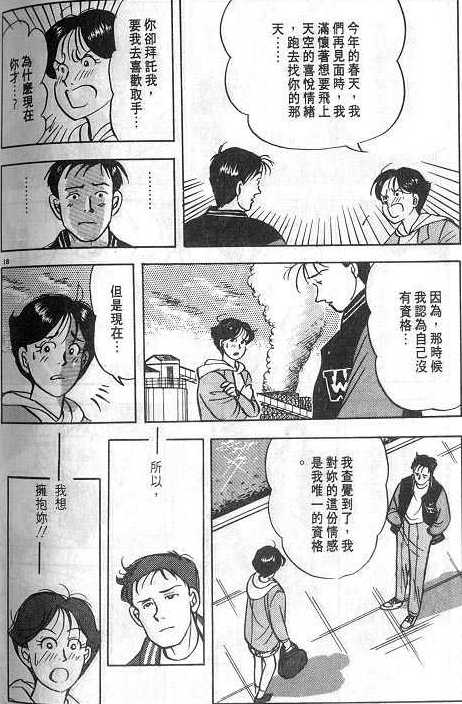 今年的春天，我
們再見面時，我
滿懷著想要飛上
天空的喜悅情緒
，跑去找你的那
天……
你卻拜託我，
要我去喜歡取手…
為什麼現在
你才…？
………
………
因為，那時候
我認為自己沒
有資格…
W
但是現在…
18
我查覺到了，我
對妳的這份情感
是我唯一的資格
。
所以，
我想
擁抱妳!!